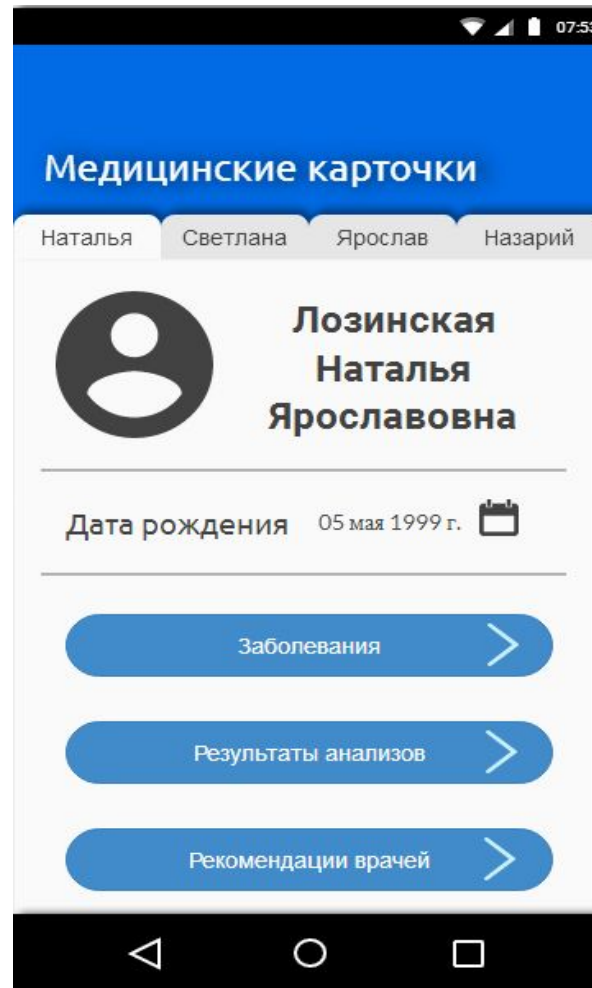 07:53
Медицинские карточки
Наталья Светлана Ярослав Назарий
Лозинская
Наталья
Ярославовна
Дата рождения 05 мая 1999 г.
Заболевания
Результаты анализов
Рекомендации врачей